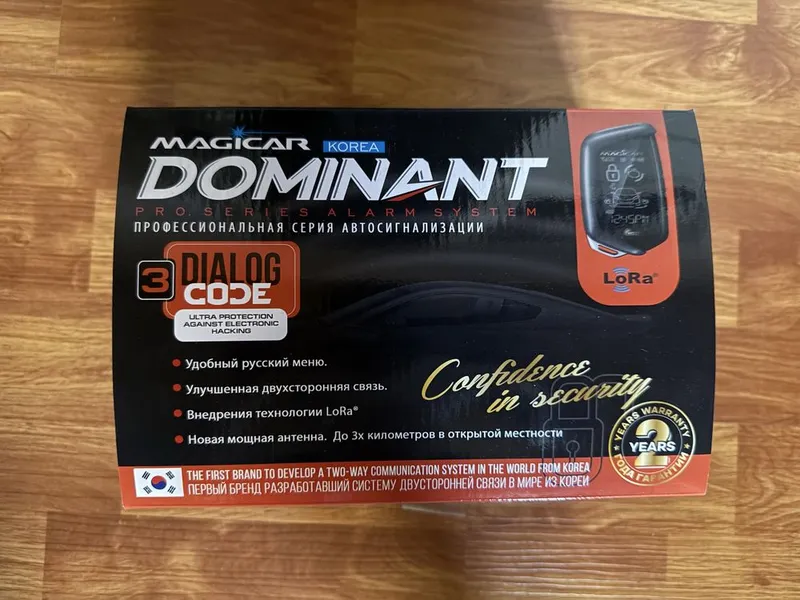 MAGICAR KOREA
DOMINANT
PRO. SERIES ALARM SYSTEM
ПРОФЕССИОНАЛЬНАЯ СЕРИЯ АВТОСИГНАЛИЗАЦИИ
3 DIALOG
CODE
ULTRA PROTECTION
AGAINST ELECTRONIC
HACKING
MAGICAR
12:45PM
LoRa®
Удобный русский меню.
Улучшенная двухсторонняя связь.
Внедрения технологии LoRa®
Новая мощная антенна. До 3х километров в открытой местности
Confidence
in security
YEARS WARRANTY
2
YEARS
ГОДА ГАРАНТИИ
THE FIRST BRAND TO DEVELOP A TWO-WAY COMMUNICATION SYSTEM IN THE WORLD FROM KOREA
ПЕРВЫЙ БРЕНД РАЗРАБОТАВШИЙ СИСТЕМУ ДВУСТОРОННЕЙ СВЯЗИ В МИРЕ ИЗ КОРЕИ